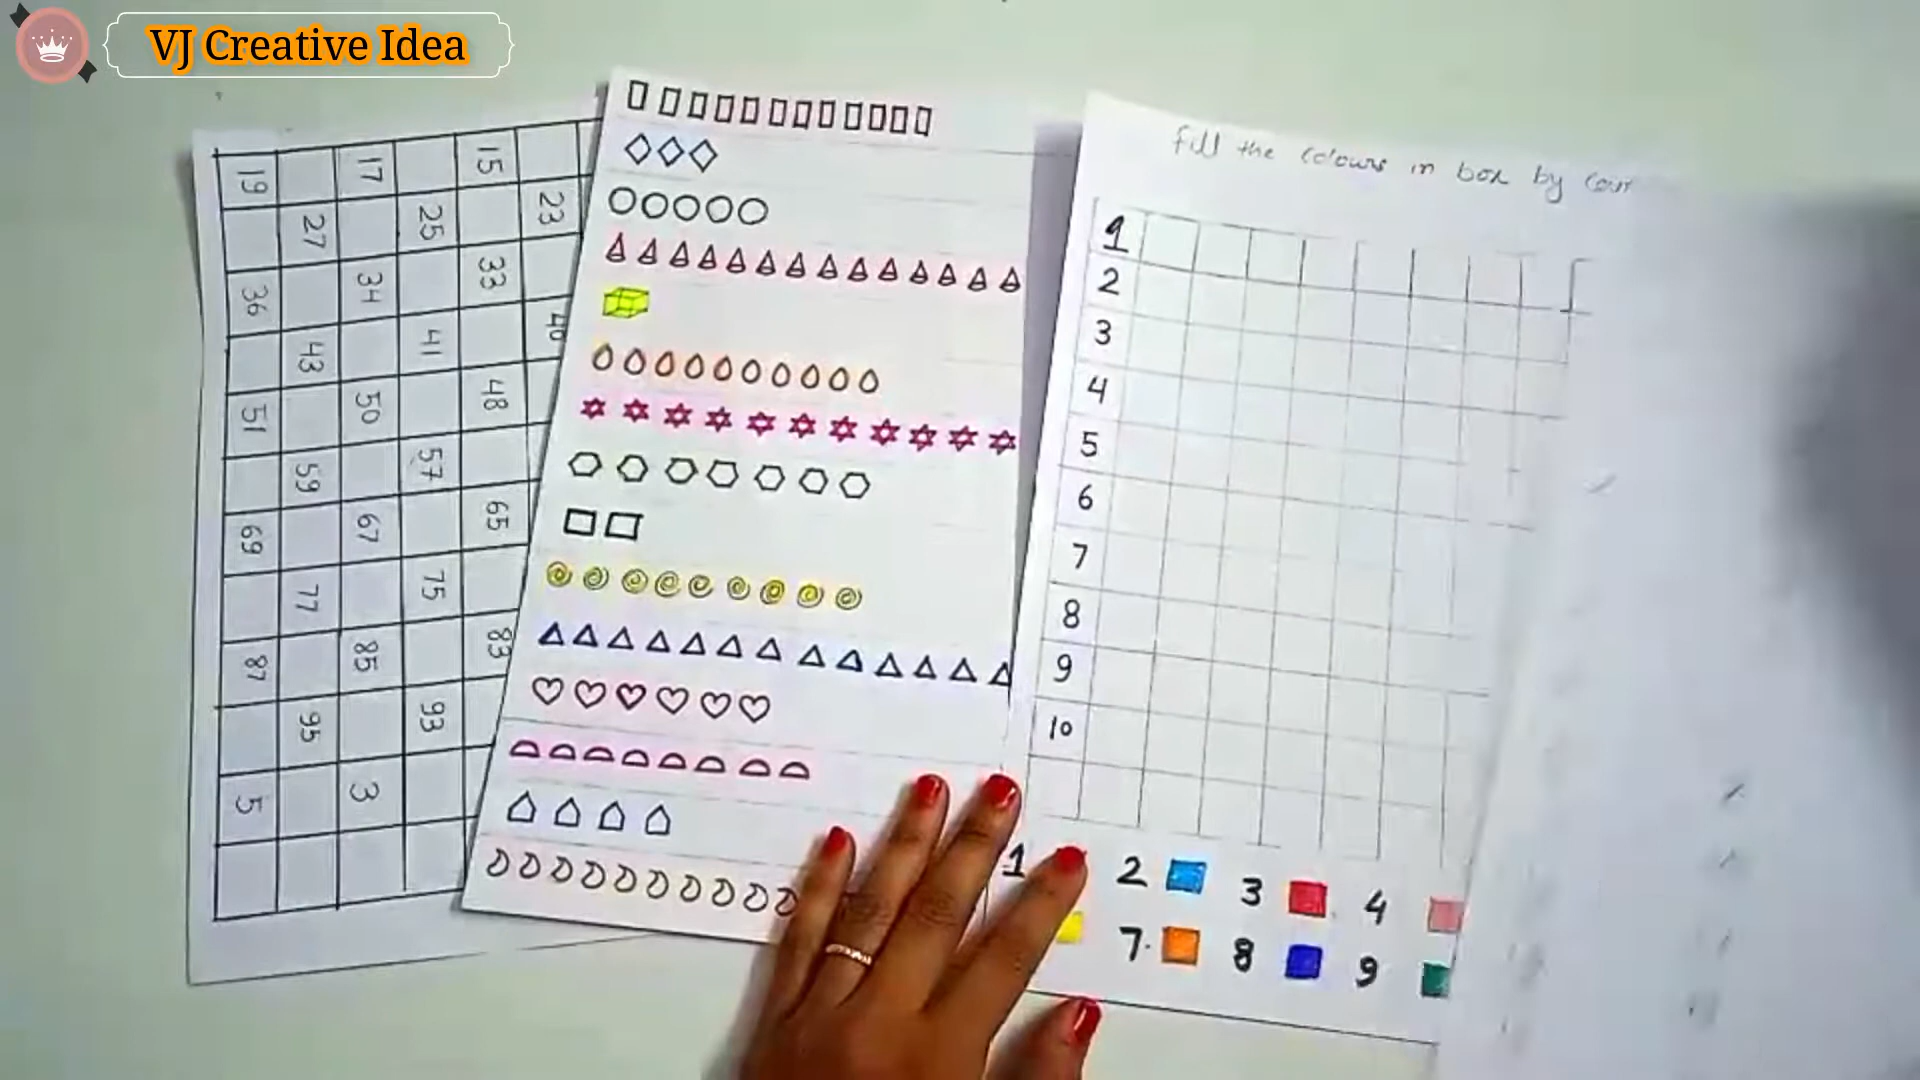 VJ Creative Idea
19 17 15
27 25 23
36 34 33
43 41 40
51 50 48
59 57
69 67 65
77 75
87 85 83
95 93
5 3
fill the colours in box by
1
2
3
4
5
6
7
8
9
10
1 2 3 4
7. 8 9